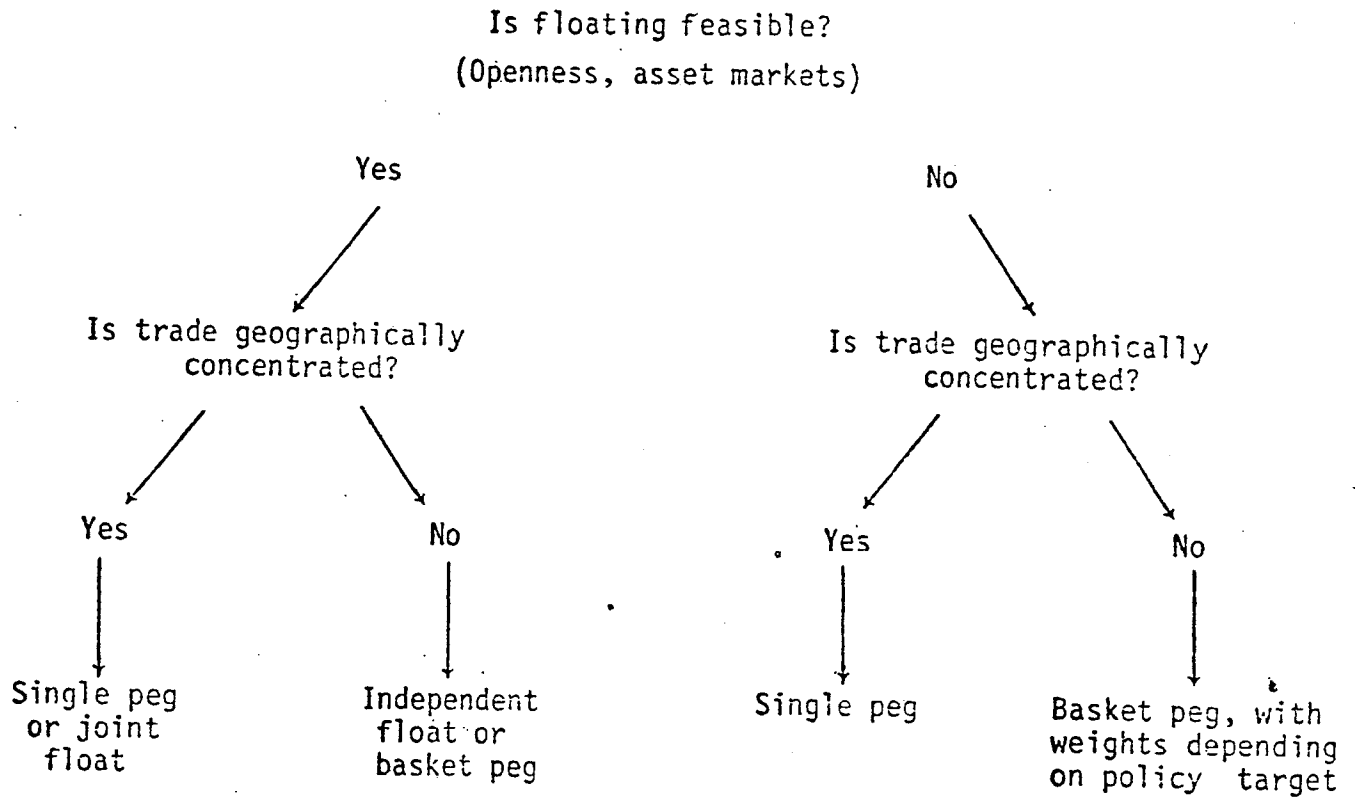 Is floating feasible?
(Openness, asset markets)
Yes
No
Is trade geographically
concentrated?
Is trade geographically
concentrated?
Yes
No
Yes
No
Single peg
or joint
float
Independent
float or
basket peg
Single peg
Basket peg, with
weights depending
on policy target